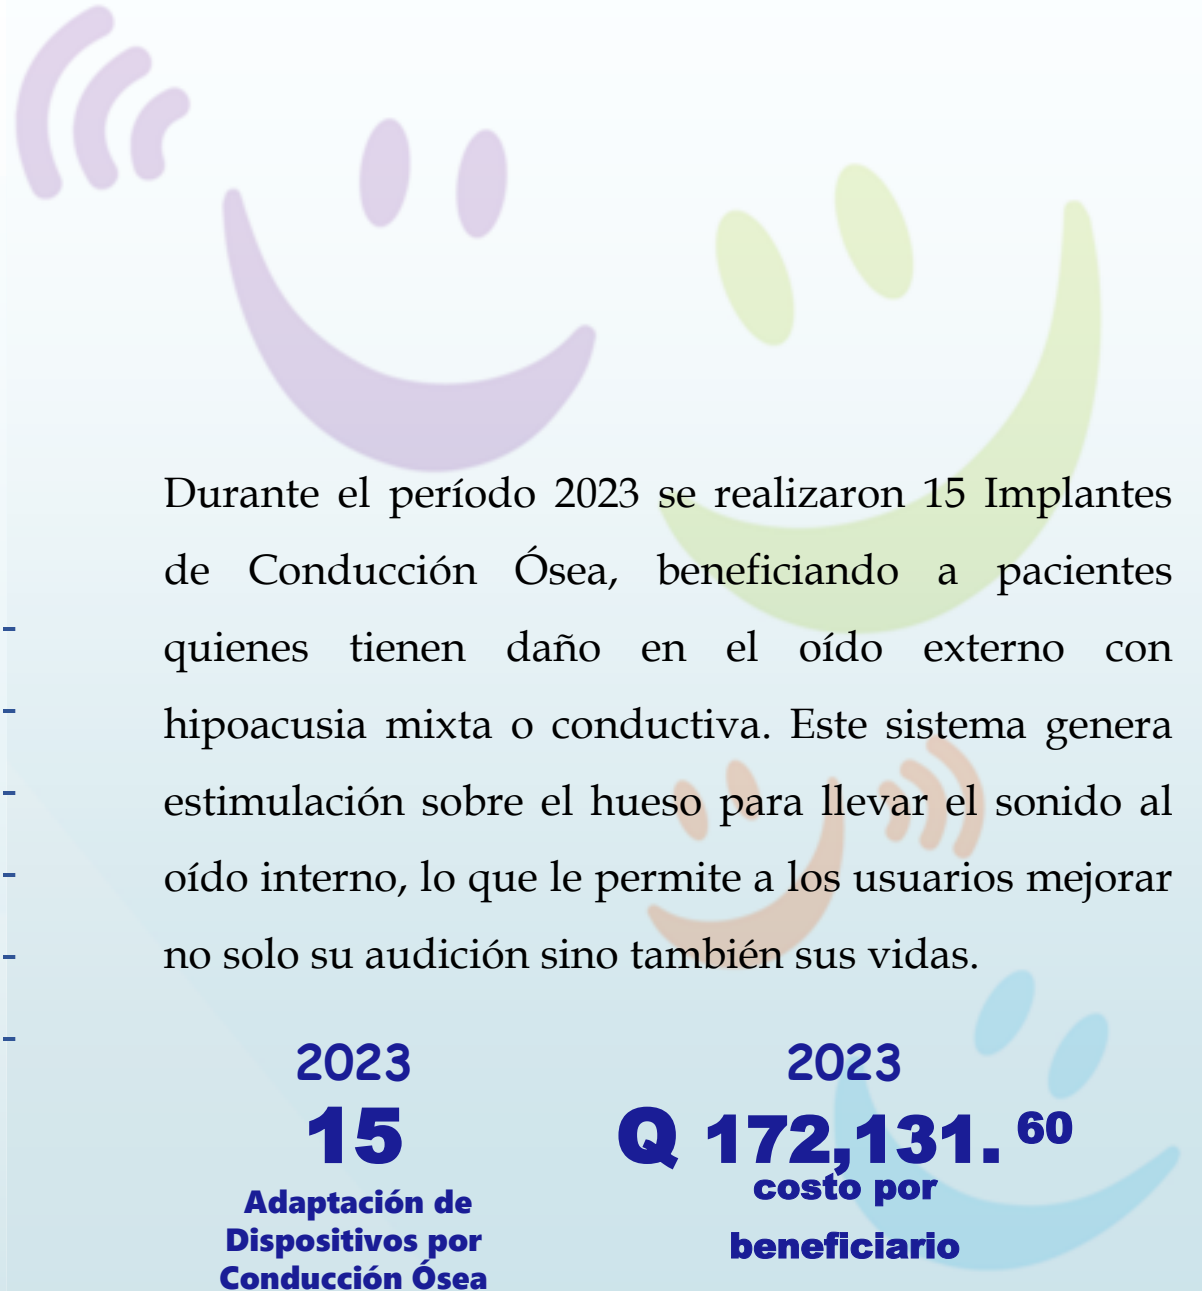 Durante el período 2023 se realizaron 15 Implantes
de Conducción Ósea, beneficiando a pacientes
quienes tienen daño en el oído externo con
hipoacusia mixta o conductiva. Este sistema genera
estimulación sobre el hueso para llevar el sonido al
oído interno, lo que le permite a los usuarios mejorar
no solo su audición sino también sus vidas.
2023
15
Adaptación de
Dispositivos por
Conducción Ósea
2023
Q 172,131. 60
costo por
beneficiario